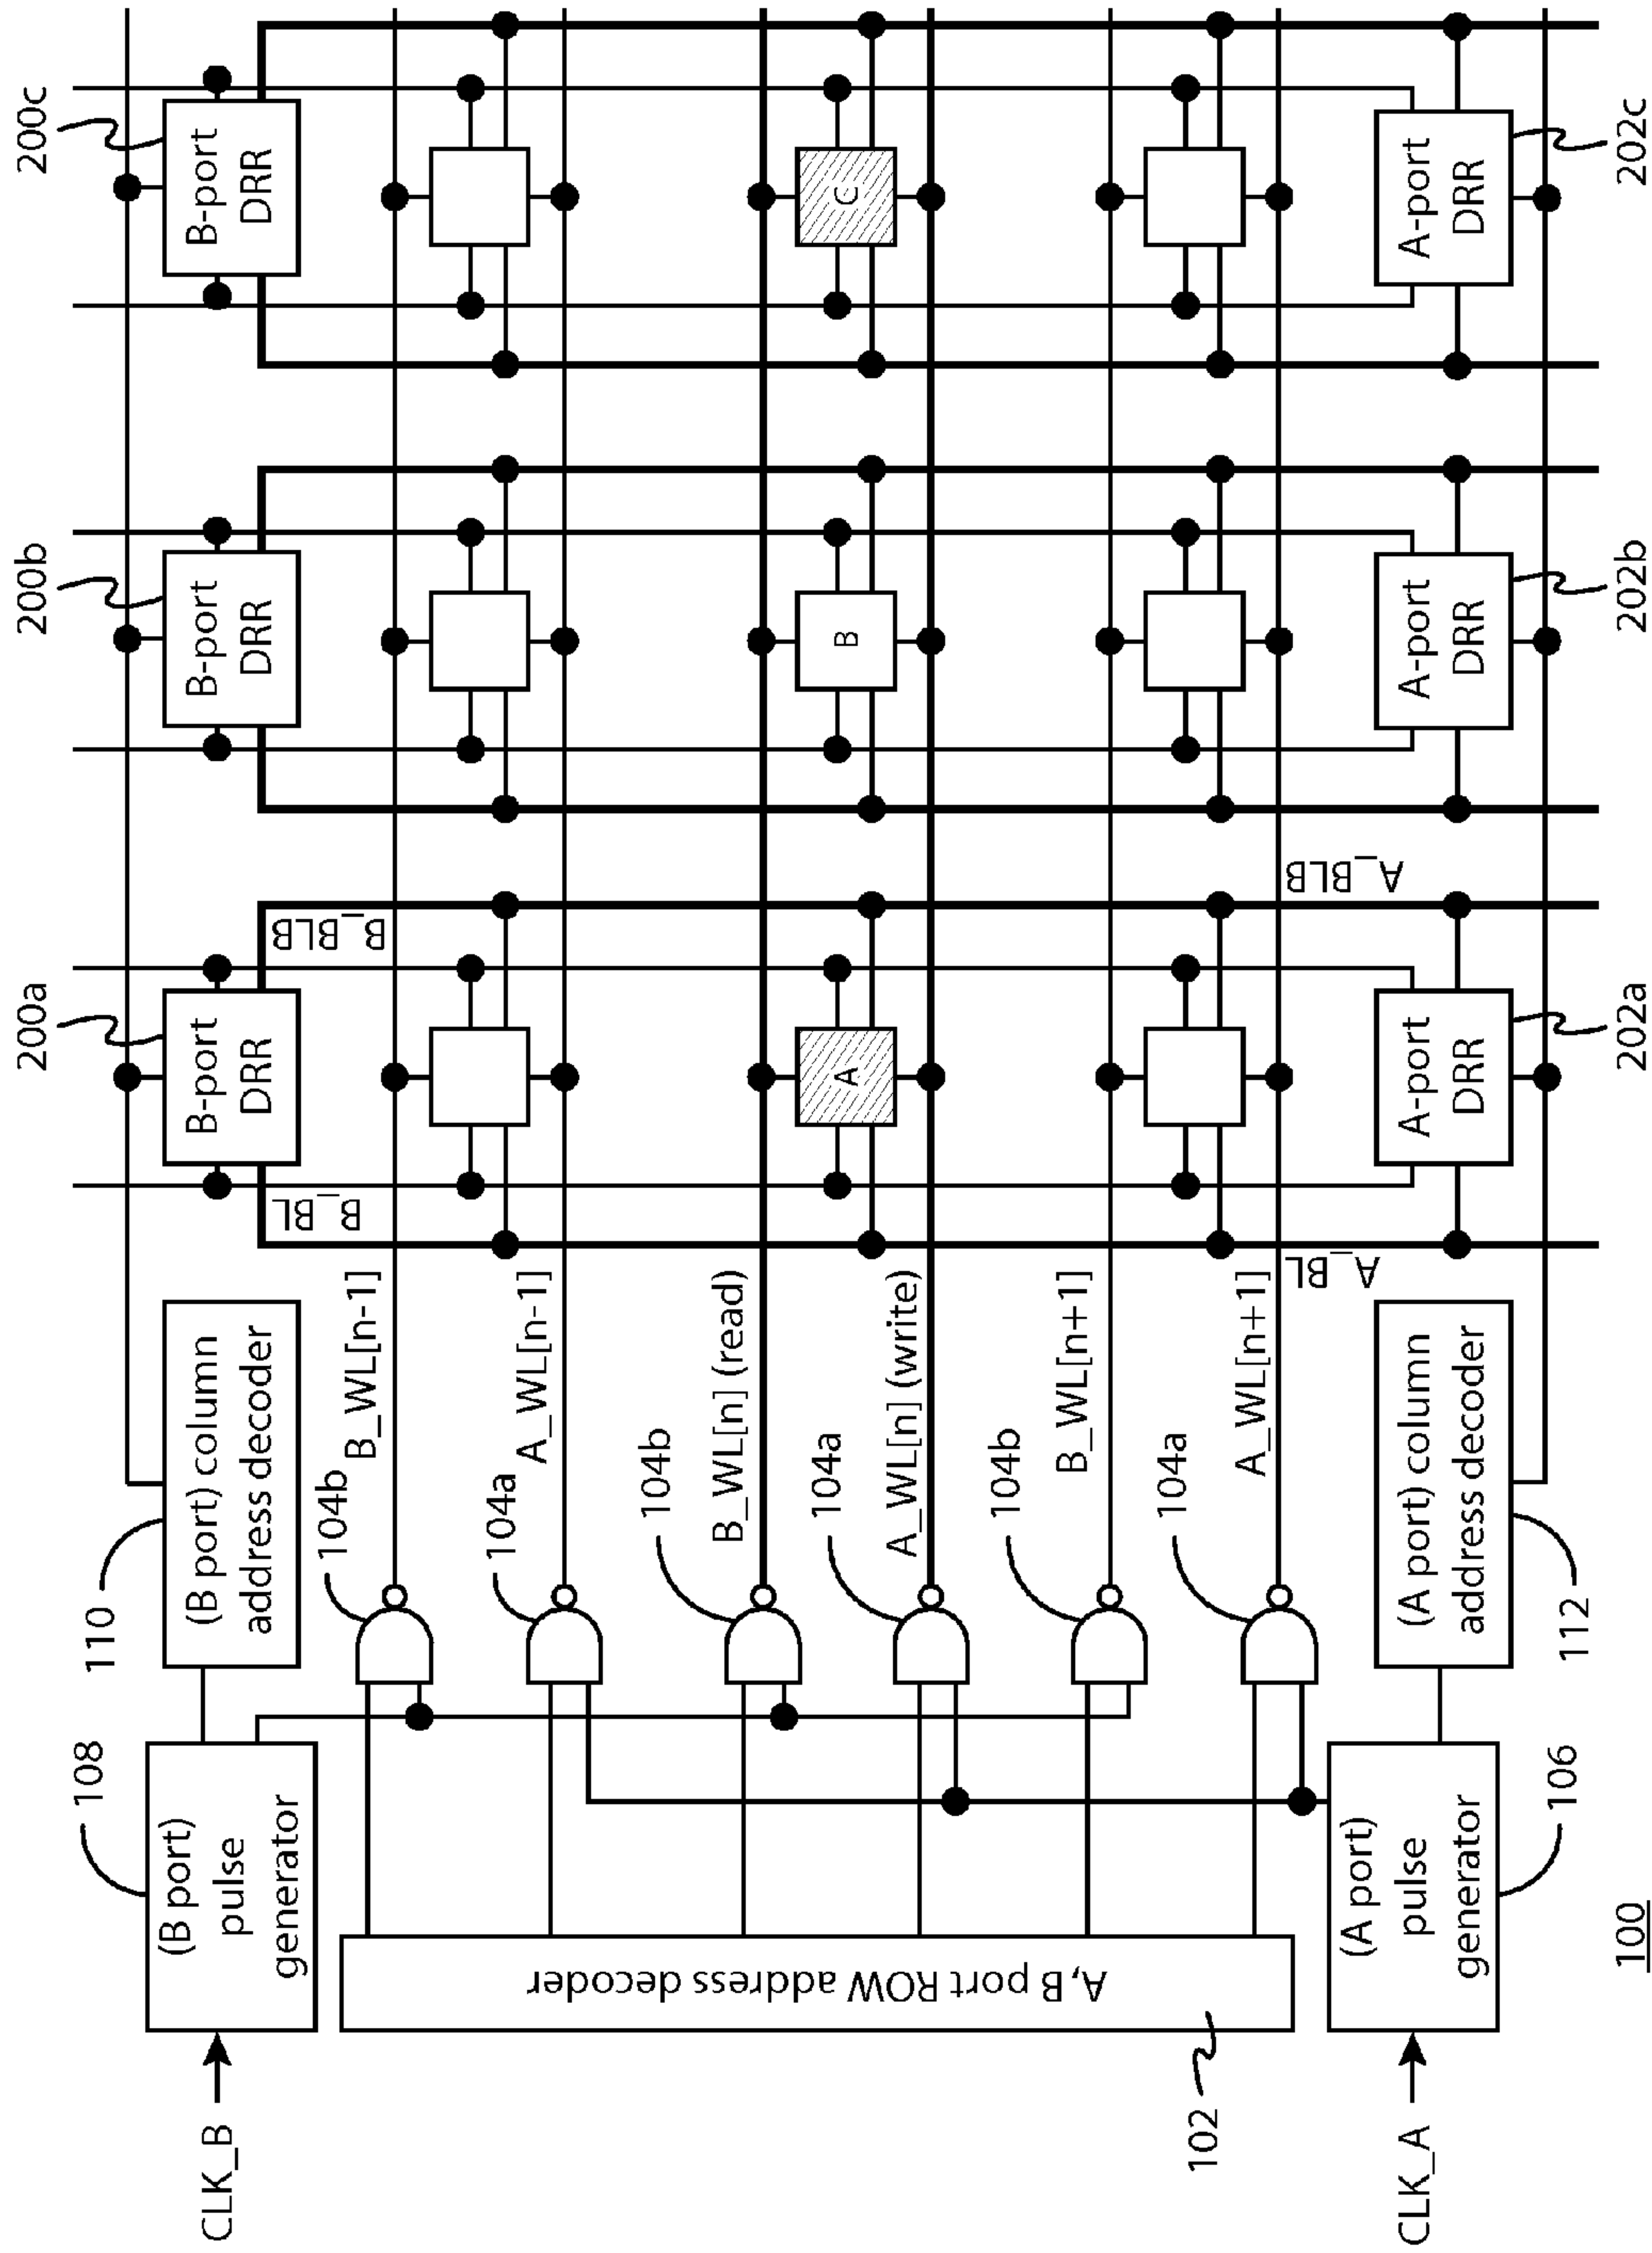 CLK_B
(B port)
pulse
generator
108
110
(B port) column
address decoder
200a
B-port
DRR
200b
B-port
DRR
200c
B-port
DRR
B_BL
B_BLB
104b
B_WL[n-1]
104a
A_WL[n-1]
104b
B_WL[n] (read)
A
B
C
104a
A_WL[n] (write)
104b
B_WL[n+1]
104a
A_WL[n+1]
A_BL
A_BLB
A, B port ROW address decoder
102
CLK_A
(A port)
pulse
generator
106
(A port) column
address decoder
112
A-port
DRR
202a
A-port
DRR
202b
A-port
DRR
202c
100